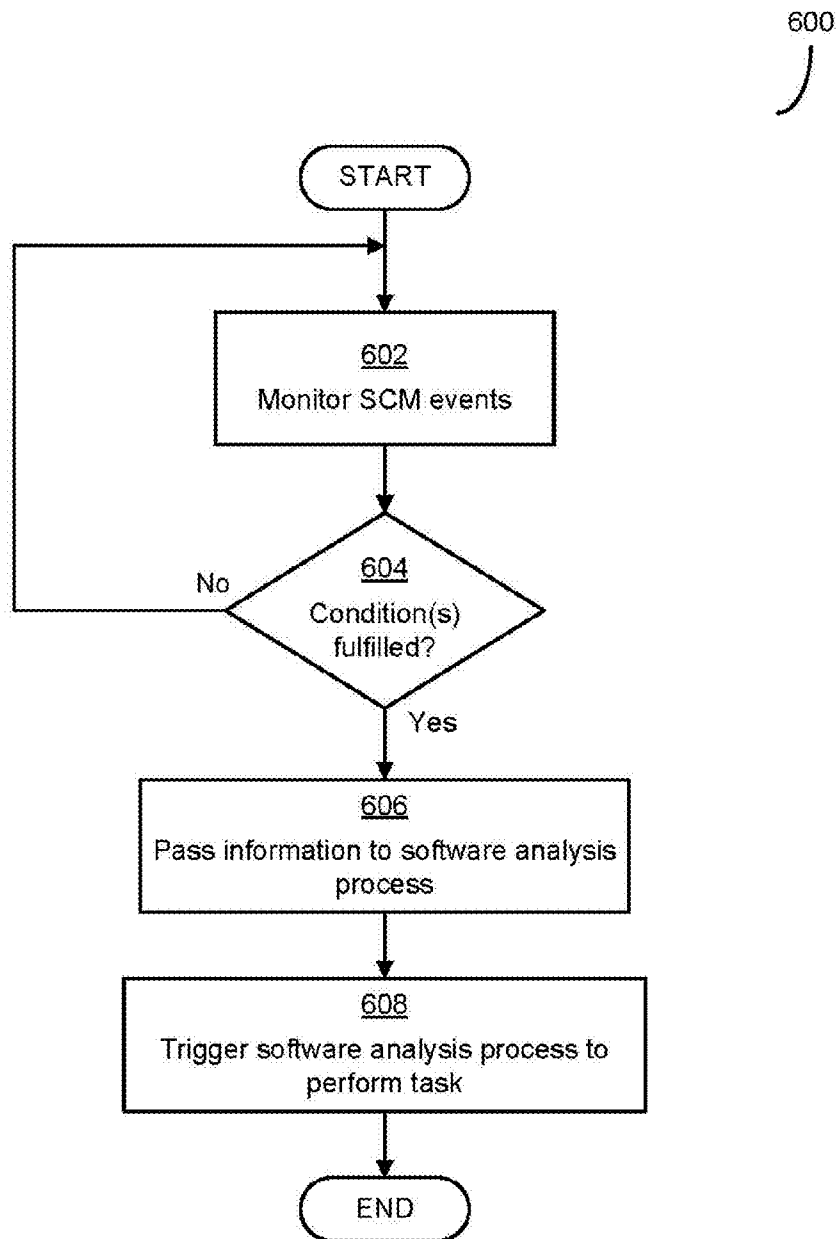 600
START
602
Monitor SCM events
604
Condition(s)
fulfilled?
No
Yes
606
Pass information to software analysis
process
608
Trigger software analysis process to
perform task
END